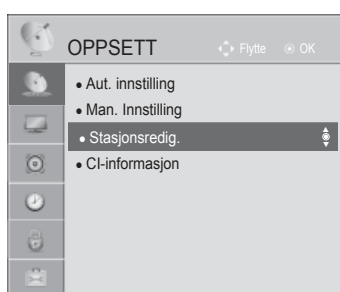 OPPSETT Flytte OK
• Aut. innstilling
• Man. Innstilling
• Stasjonsredig.
• CI-informasjon